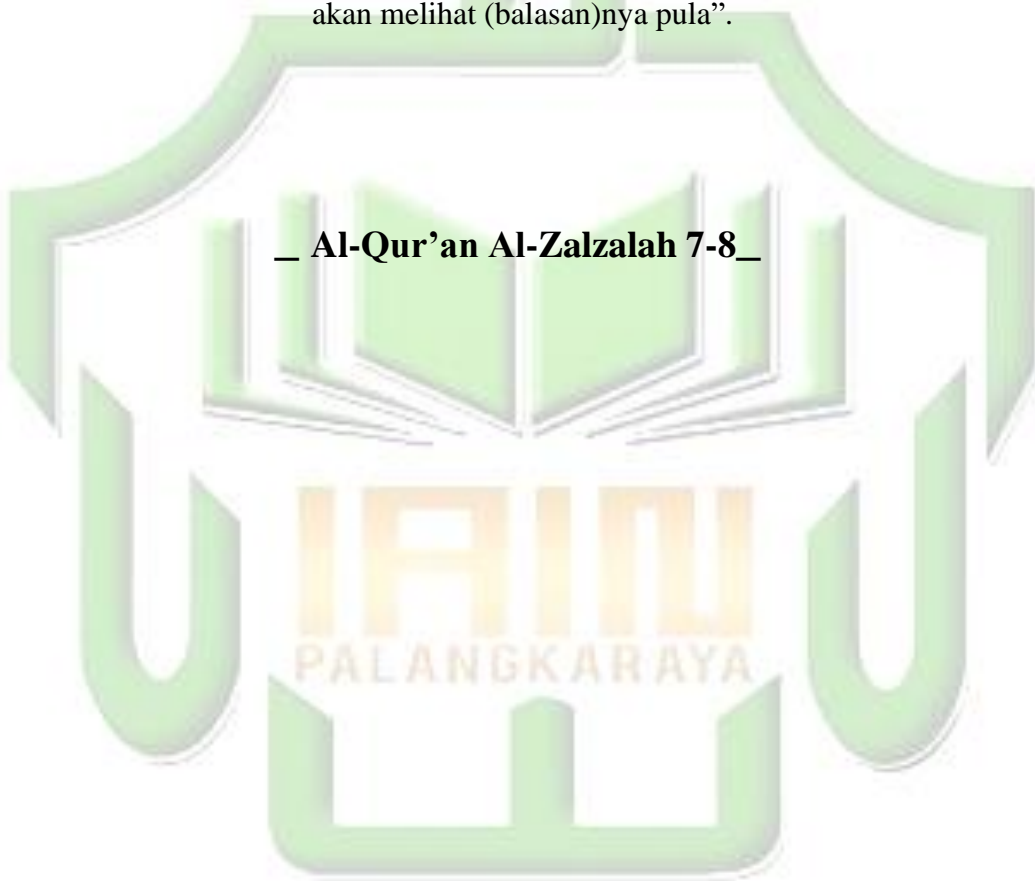 akan melihat (balasan)nya pula”.
_ Al-Qur’an Al-Zalzalah 7-8_
IAIN
PALANGKARAYA